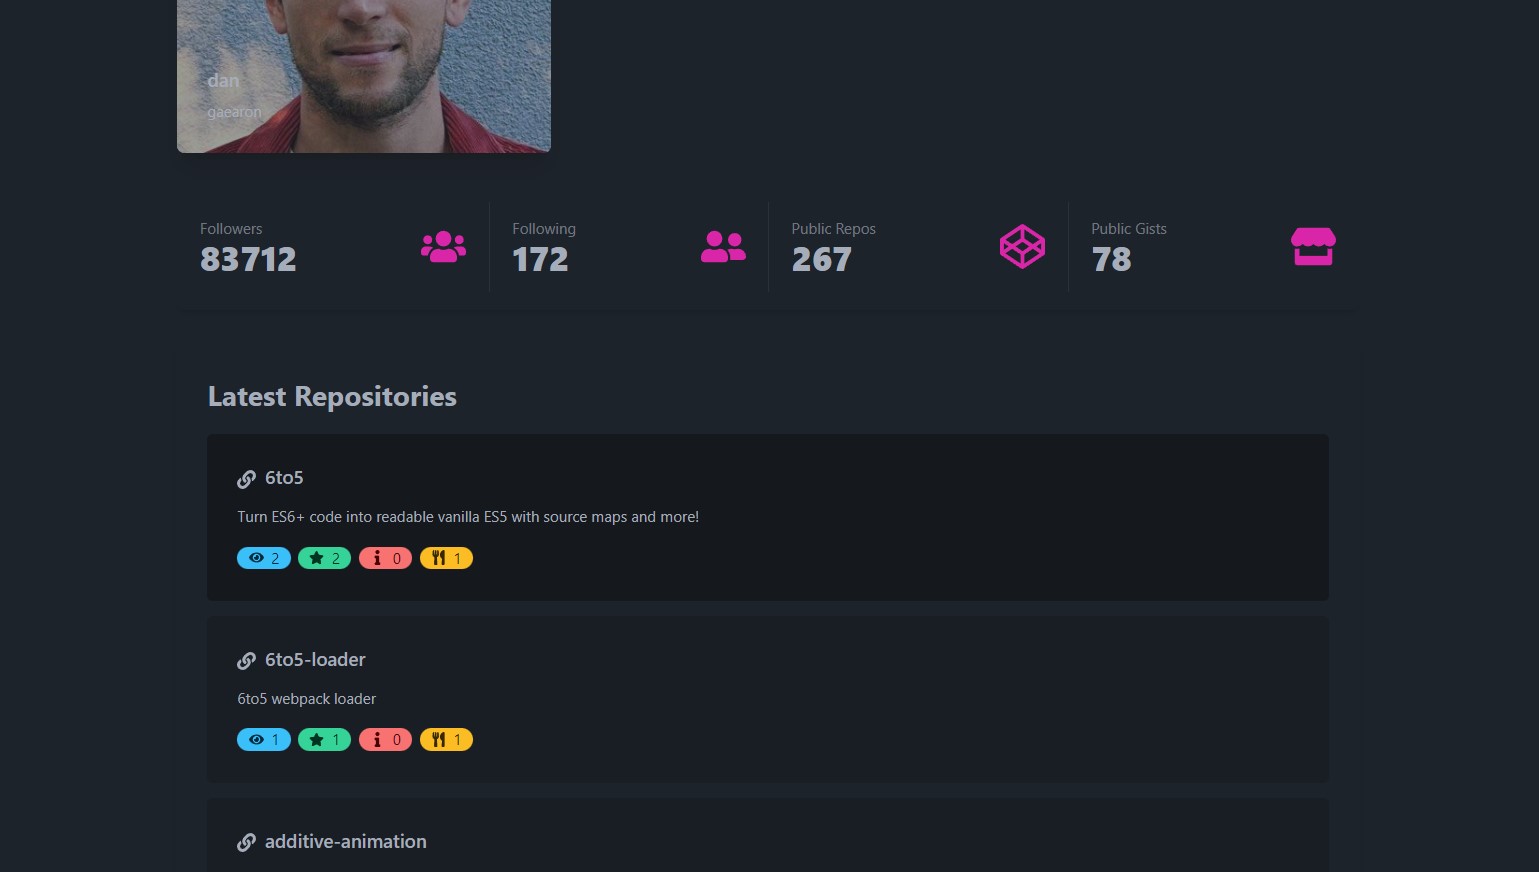 dan
gaearon
Followers
83712
Following
172
Public Repos
267
Public Gists
78
Latest Repositories
6to5
Turn ES6+ code into readable vanilla ES5 with source maps and more!
2 2 0 1
6to5-loader
6to5 webpack loader
1 1 0 1
additive-animation